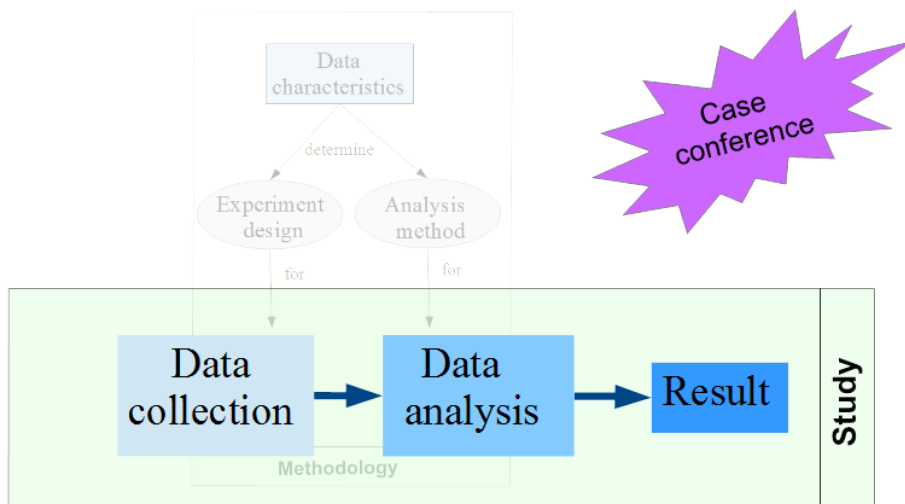 Data
characteristics
Case
conference
determine
Experiment
design
Analysis
method
for
for
Data
collection
Data
analysis
Result
Study
Methodology